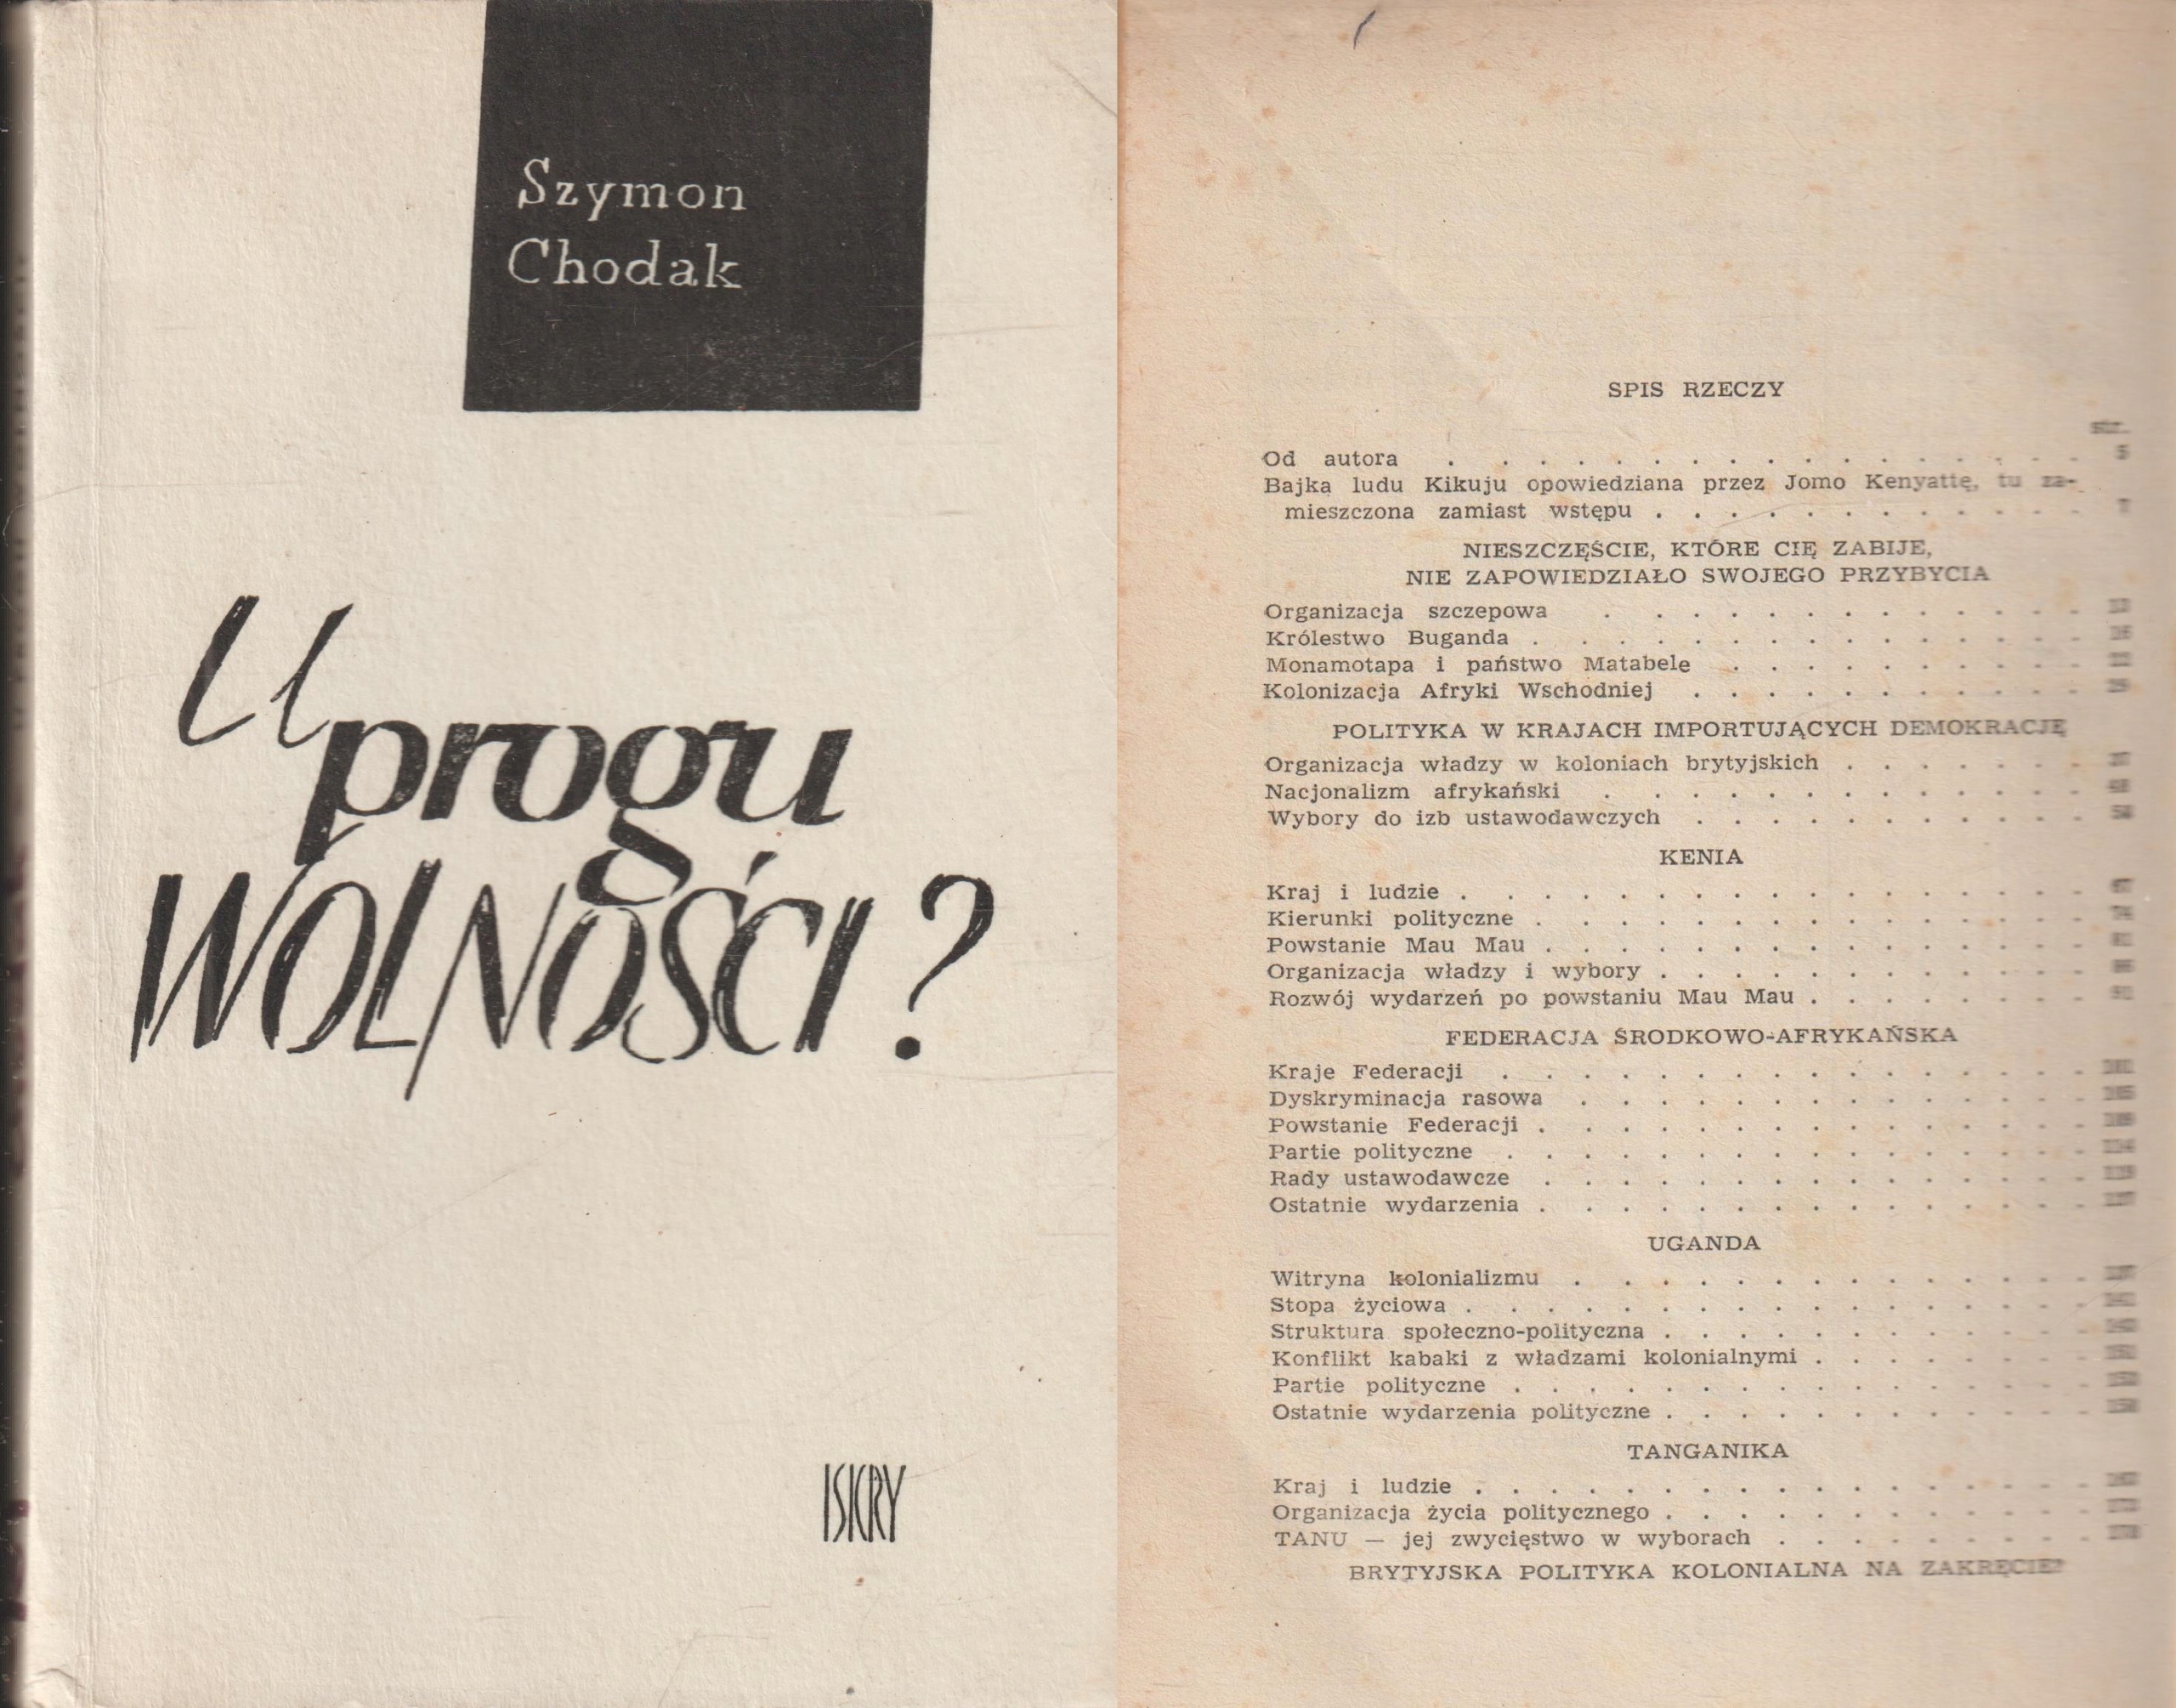 Szymon
Chodak
U
progu
WOLNOŚCI?
ISKRY
SPIS RZECZY
str.
Od autora . . . . . . . . . . . . . . . . 5
Bajka ludu Kikuju opowiedziana przez Jomo Kenyattę, tu za-
mieszczona zamiast wstępu . . . . . . . . . . . . 7
NIESZCZĘŚCIE, KTÓRE CIĘ ZABIJE,
NIE ZAPOWIEDZIAŁO SWOJEGO PRZYBYCIA
Organizacja szczepowa
Królestwo Buganda
Monamotapa i państwo Matabele
Kolonizacja Afryki Wschodniej
POLITYKA W KRAJACH IMPORTUJĄCYCH DEMOKRACJĘ
Organizacja władzy w koloniach brytyjskich
Nacjonalizm afrykański
Wybory do izb ustawodawczych
KENIA
Kraj i ludzie
Kierunki polityczne
Powstanie Mau Mau
Organizacja władzy i wybory
Rozwój wydarzeń po powstaniu Mau Mau
FEDERACJA ŚRODKOWO-AFRYKAŃSKA
Kraje Federacji
Dyskryminacja rasowa
Powstanie Federacji
Partie polityczne
Rady ustawodawcze
Ostatnie wydarzenia
UGANDA
Witryna kolonializmu
Stopa życiowa
Struktura społeczno-polityczna
Konflikt kabaki z władzami kolonialnymi
Partie polityczne
Ostatnie wydarzenia polityczne
TANGANIKA
Kraj i ludzie
Organizacja życia politycznego
TANU — jej zwycięstwo w wyborach
BRYTYJSKA POLITYKA KOLONIALNA NA ZAKRĘCIE?